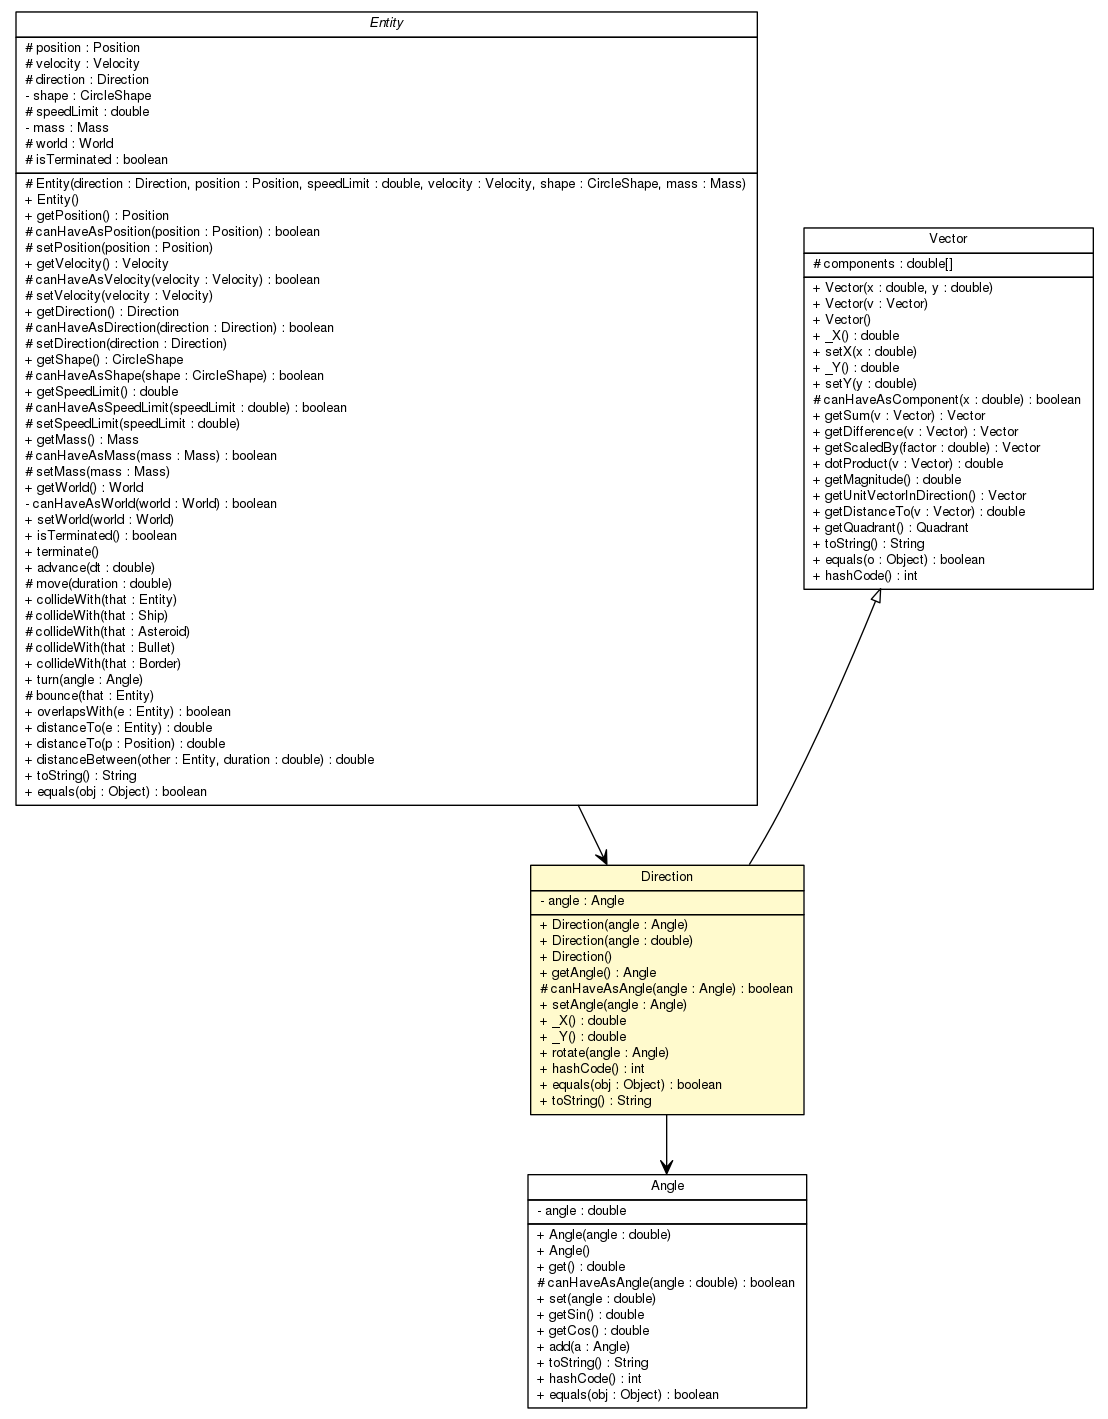 Entity
# position : Position
# velocity : Velocity
# direction : Direction
- shape : CircleShape
# speedLimit : double
- mass : Mass
# world : World
# isTerminated : boolean
# Entity(direction : Direction, position : Position, speedLimit : double, velocity : Velocity, shape : CircleShape, mass : Mass)
+ Entity()
+ getPosition() : Position
# canHaveAsPosition(position : Position) : boolean
# setPosition(position : Position)
+ getVelocity() : Velocity
# canHaveAsVelocity(velocity : Velocity) : boolean
# setVelocity(velocity : Velocity)
+ getDirection() : Direction
# canHaveAsDirection(direction : Direction) : boolean
# setDirection(direction : Direction)
+ getShape() : CircleShape
# canHaveAsShape(shape : CircleShape) : boolean
+ getSpeedLimit() : double
# canHaveAsSpeedLimit(speedLimit : double) : boolean
# setSpeedLimit(speedLimit : double)
+ getMass() : Mass
# canHaveAsMass(mass : Mass) : boolean
# setMass(mass : Mass)
+ getWorld() : World
- canHaveAsWorld(world : World) : boolean
+ setWorld(world : World)
+ isTerminated() : boolean
+ terminate()
+ advance(dt : double)
# move(duration : double)
+ collideWith(that : Entity)
# collideWith(that : Ship)
# collideWith(that : Asteroid)
# collideWith(that : Bullet)
+ collideWith(that : Border)
+ turn(angle : Angle)
# bounce(that : Entity)
+ overlapsWith(e : Entity) : boolean
+ distanceTo(e : Entity) : double
+ distanceTo(p : Position) : double
+ distanceBetween(other : Entity, duration : double) : double
+ toString() : String
+ equals(obj : Object) : boolean
Vector
# components : double[]
+ Vector(x : double, y : double)
+ Vector(v : Vector)
+ Vector()
+ _X() : double
+ setX(x : double)
+ _Y() : double
+ setY(y : double)
# canHaveAsComponent(x : double) : boolean
+ getSum(v : Vector) : Vector
+ getDifference(v : Vector) : Vector
+ getScaledBy(factor : double) : Vector
+ dotProduct(v : Vector) : double
+ getMagnitude() : double
+ getUnitVectorInDirection() : Vector
+ getDistanceTo(v : Vector) : double
+ getQuadrant() : Quadrant
+ toString() : String
+ equals(o : Object) : boolean
+ hashCode() : int
Direction
- angle : Angle
+ Direction(angle : Angle)
+ Direction(angle : double)
+ Direction()
+ getAngle() : Angle
# canHaveAsAngle(angle : Angle) : boolean
+ setAngle(angle : Angle)
+ _X() : double
+ _Y() : double
+ rotate(angle : Angle)
+ hashCode() : int
+ equals(obj : Object) : boolean
+ toString() : String
Angle
- angle : double
+ Angle(angle : double)
+ Angle()
+ get() : double
# canHaveAsAngle(angle : double) : boolean
+ set(angle : double)
+ getSin() : double
+ getCos() : double
+ add(a : Angle)
+ toString() : String
+ hashCode() : int
+ equals(obj : Object) : boolean